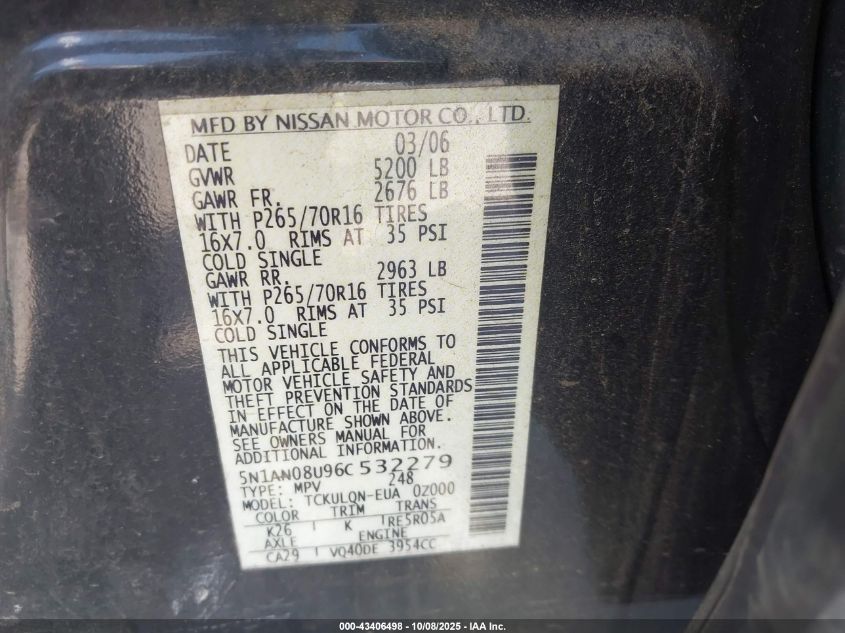 MFD BY NISSAN MOTOR CO., LTD.
DATE 03/06
GVWR 5200 LB
GAWR FR. 2676 LB
WITH P265/70R16 TIRES
16X7.0 RIMS AT 35 PSI
COLD SINGLE
GAWR RR. 2963 LB
WITH P265/70R16 TIRES
16X7.0 RIMS AT 35 PSI
COLD SINGLE
THIS VEHICLE CONFORMS TO
ALL APPLICABLE FEDERAL
MOTOR VEHICLE SAFETY AND
THEFT PREVENTION STANDARDS
IN EFFECT ON THE DATE OF
MANUFACTURE SHOWN ABOVE.
SEE OWNERS MANUAL FOR
ADDITIONAL INFORMATION.
5N1AN08U96C532279
TYPE: MPV 248
MODEL: TCKULQN-EUA 0Z000
COLOR TRIM TRANS
K26 K RE5R05A
AXLE ENGINE
CA29 VQ40DE 3954CC
000-43406498 - 10/08/2025 - IAA Inc.